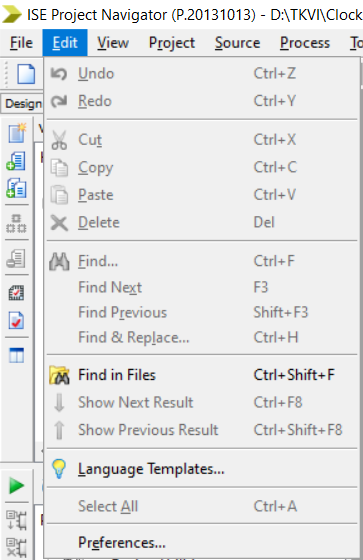 ISE Project Navigator (P.20131013) - D:\TKVI\Clock
File Edit View Project Source Process
Undo Ctrl+Z
Design
Redo Ctrl+Y
Cut Ctrl+X
Copy Ctrl+C
Paste Ctrl+V
Delete Del
Find... Ctrl+F
Find Next F3
Find Previous Shift+F3
Find & Replace... Ctrl+H
Find in Files Ctrl+Shift+F
Show Next Result Ctrl+F8
Show Previous Result Ctrl+Shift+F8
Language Templates...
Select All Ctrl+A
Preferences...